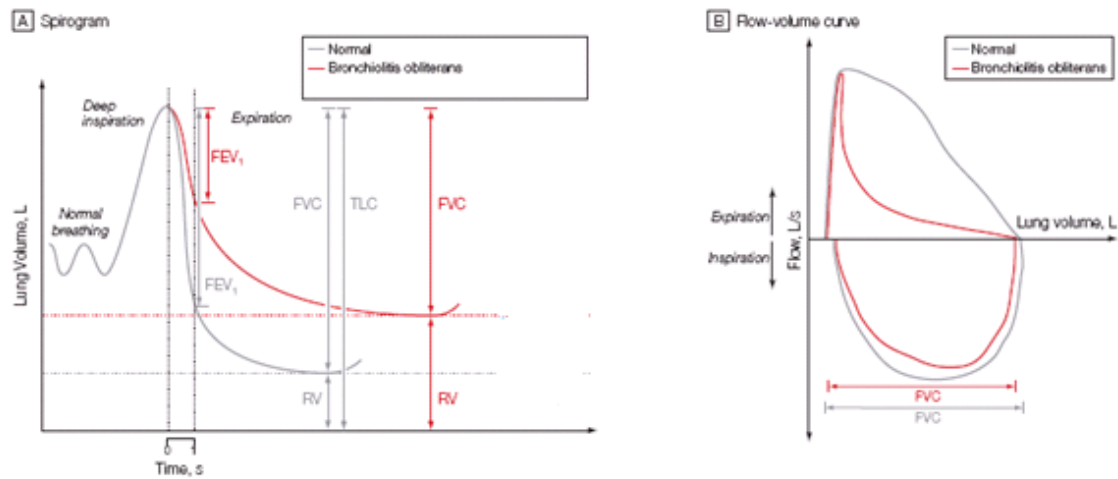 A Spirogram
Normal
Bronchiolitis obliterans
Deep
inspiration
Expiration
FEV₁
FVC
TLC
FVC
Normal
breathing
FEV₁
RV
RV
Lung Volume, L
0 1
Time, s
B Flow-volume curve
Normal
Bronchiolitis obliterans
Expiration
Inspiration
Flow, L/s
Lung volume, L
FVC
FVC